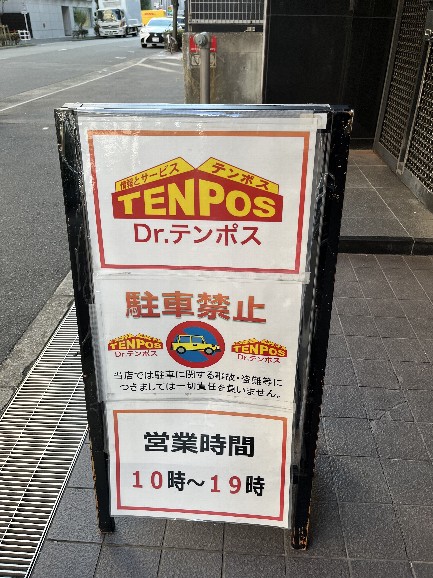 情報とサービス
テンポス
TENPOS
Dr.テンポス
駐車禁止
TENPOS
Dr.テンポス
TENPOS
Dr.テンポス
当店では駐車に関する事故・盗難等に
つきましては一切責任を負いません。
営業時間
10時～19時